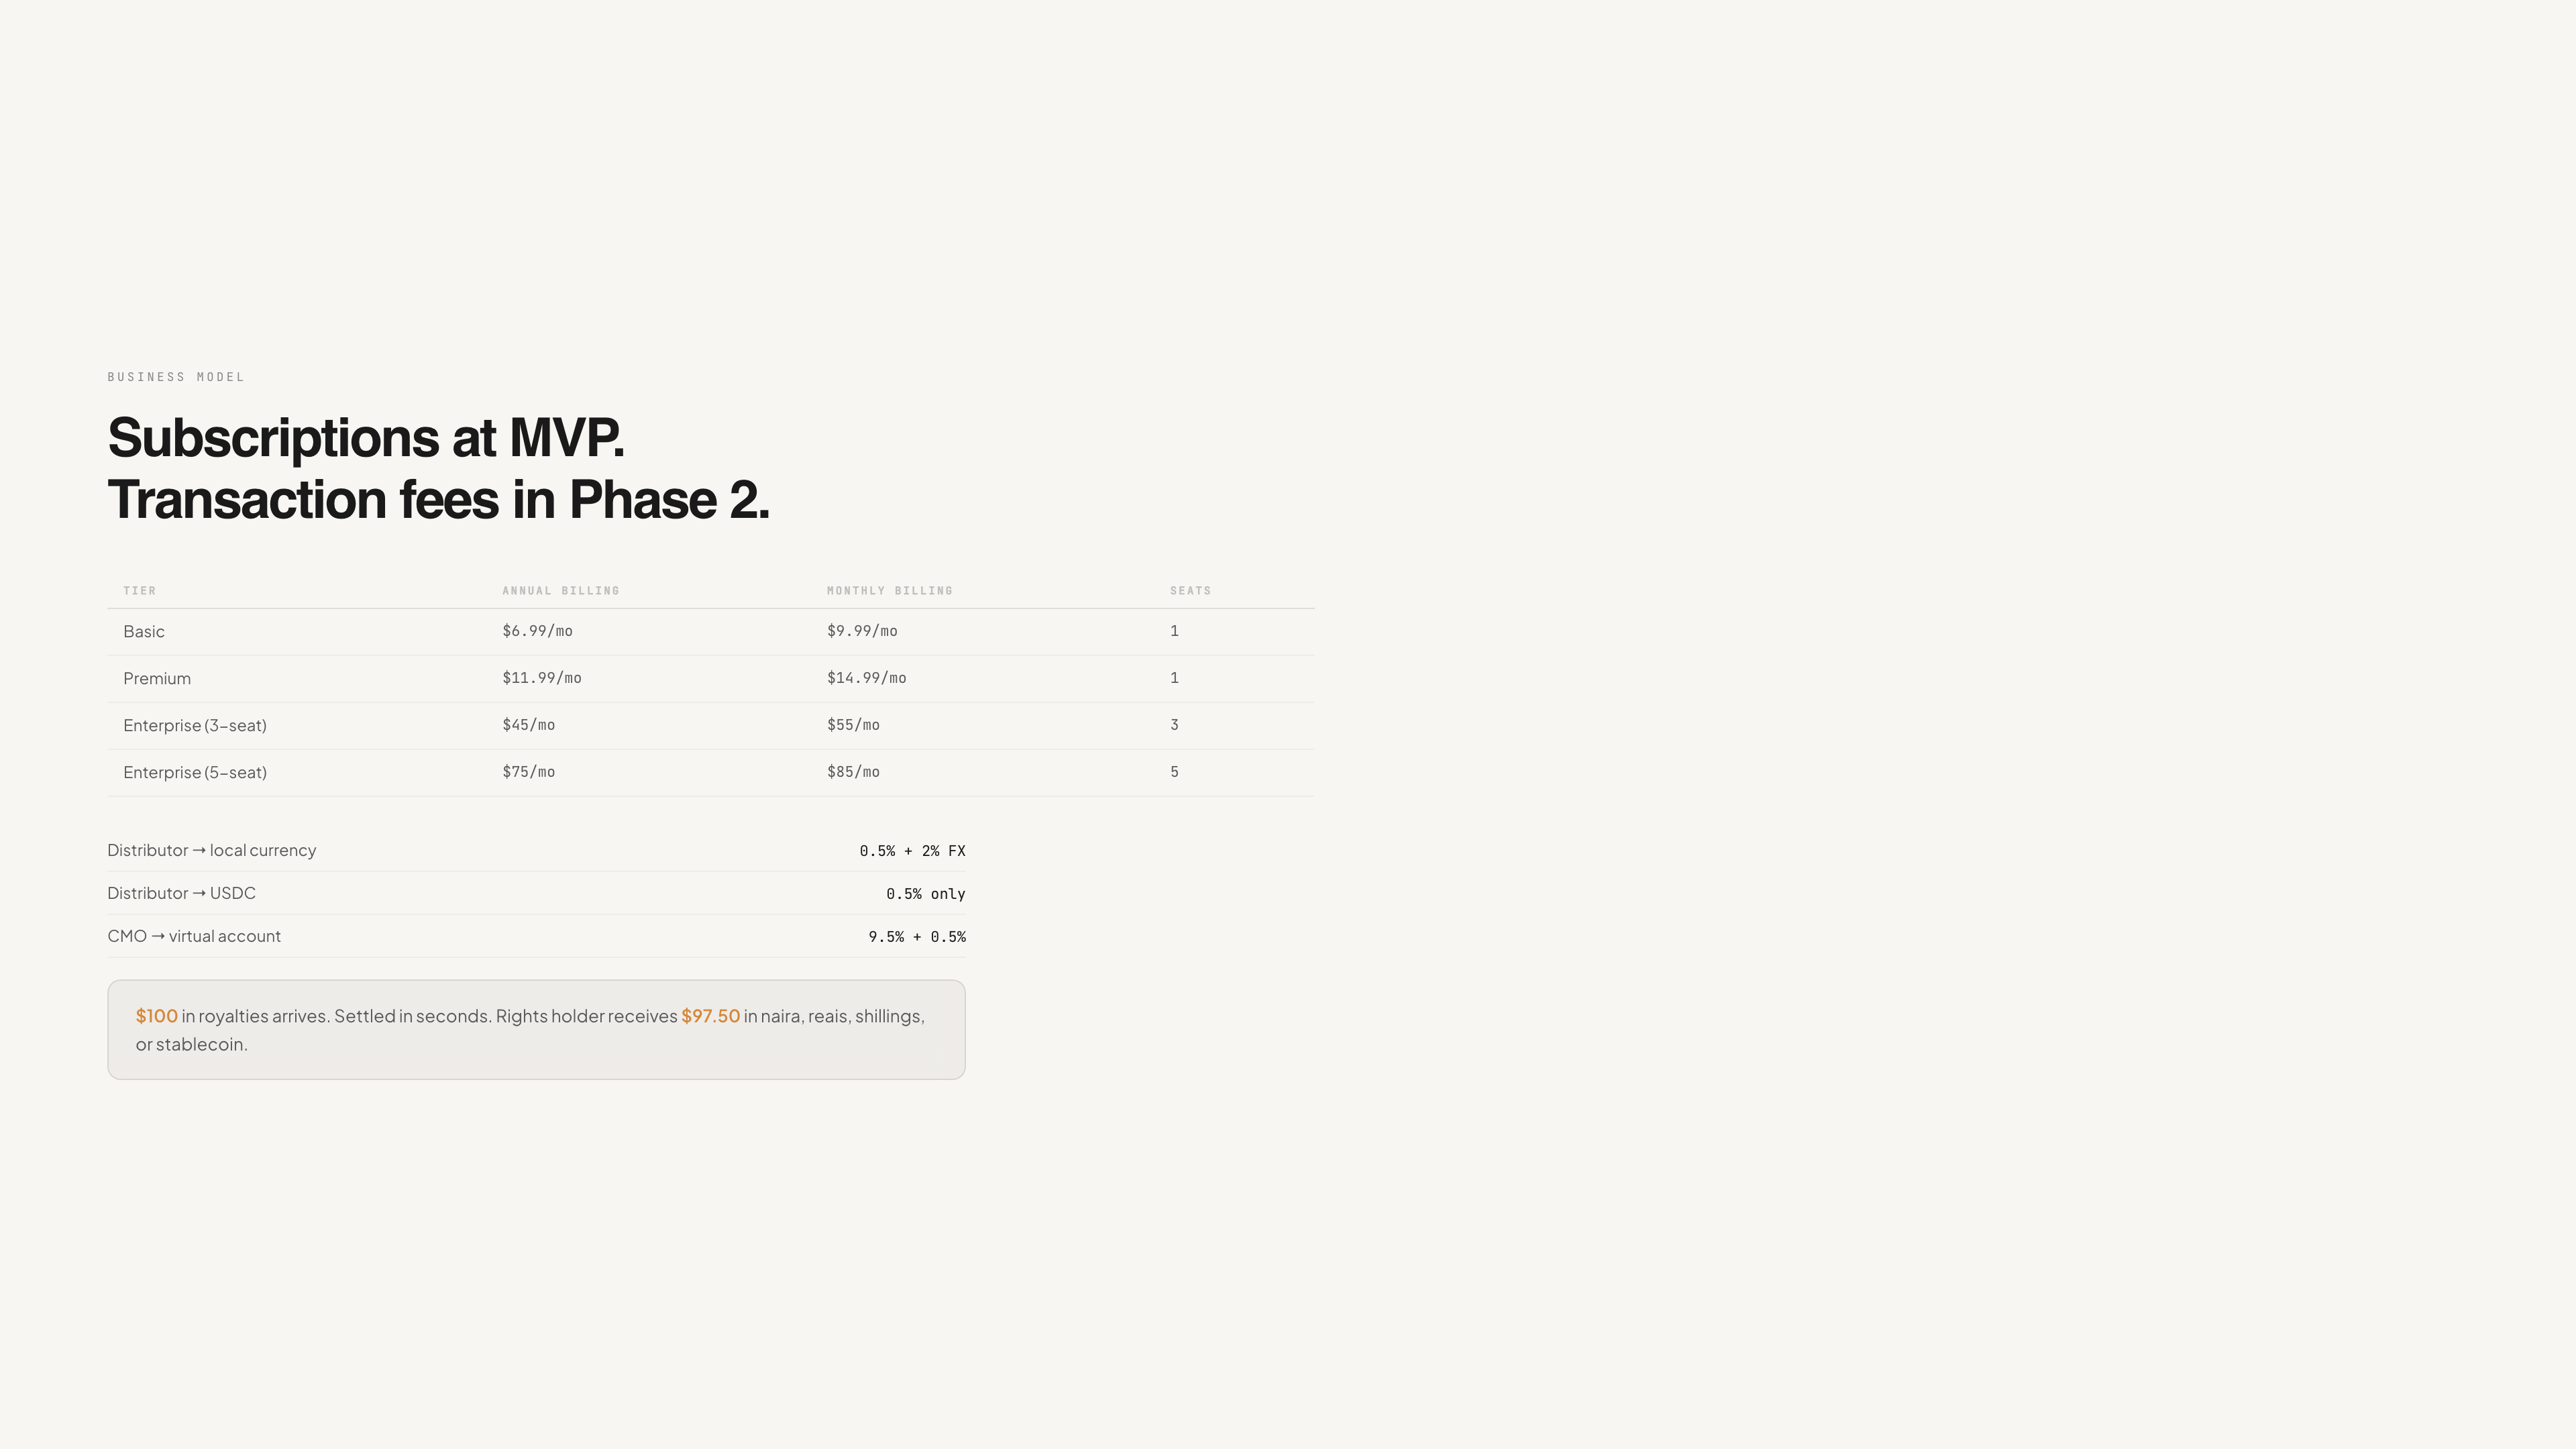 BUSINESS MODEL
Subscriptions at MVP.
Transaction fees in Phase 2.
TIER ANNUAL BILLING MONTHLY BILLING SEATS
Basic $6.99/mo $9.99/mo 1
Premium $11.99/mo $14.99/mo 1
Enterprise (3-seat) $45/mo $55/mo 3
Enterprise (5-seat) $75/mo $85/mo 5
Distributor → local currency 0.5% + 2% FX
Distributor → USDC 0.5% only
CMO → virtual account 9.5% + 0.5%
$100 in royalties arrives. Settled in seconds. Rights holder receives $97.50 in naira, reais, shillings,
or stablecoin.